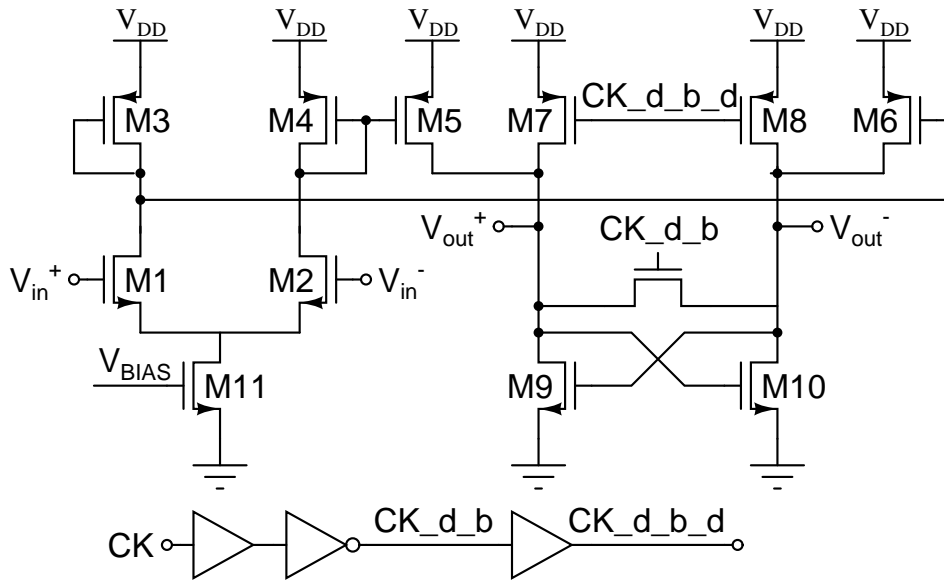 VDD VDD VDD VDD VDD VDD
M3 M4 M5 M7 CK_d_b_d M8 M6
Vout+ CK_d_b Vout-
Vin+ M1 M2 Vin-
VBIAS M11 M9 M10
CK CK_d_b CK_d_b_d